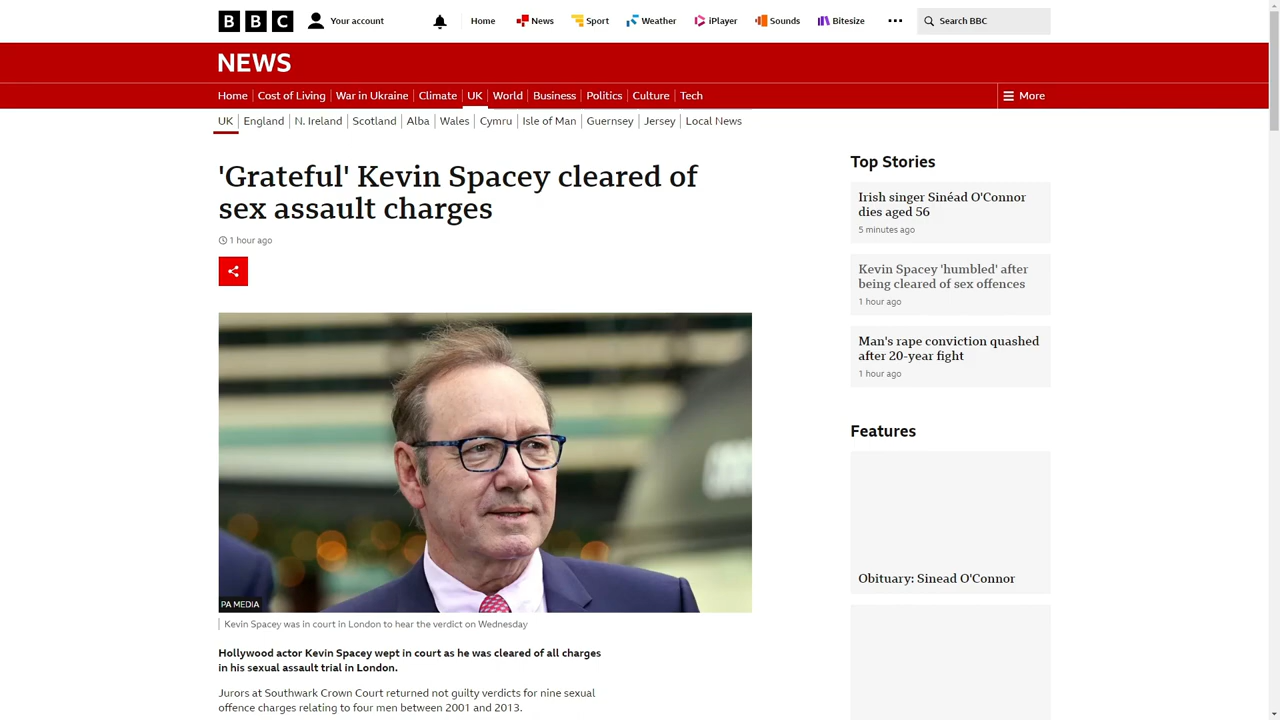 BBC
Your account
Home
News
Sport
Weather
iPlayer
Sounds
Bitesize
Search BBC
NEWS
Home
Cost of Living
War in Ukraine
Climate
UK
World
Business
Politics
Culture
Tech
More
UK
England
N. Ireland
Scotland
Alba
Wales
Cymru
Isle of Man
Guernsey
Jersey
Local News
'Grateful' Kevin Spacey cleared of
sex assault charges
1 hour ago
PA MEDIA
Kevin Spacey was in court in London to hear the verdict on Wednesday
Hollywood actor Kevin Spacey wept in court as he was cleared of all charges
in his sexual assault trial in London.
Jurors at Southwark Crown Court returned not guilty verdicts for nine sexual
offence charges relating to four men between 2001 and 2013.
Top Stories
Irish singer Sinéad O'Connor
dies aged 56
5 minutes ago
Kevin Spacey 'humbled' after
being cleared of sex offences
1 hour ago
Man's rape conviction quashed
after 20-year fight
1 hour ago
Features
Obituary: Sinead O'Connor